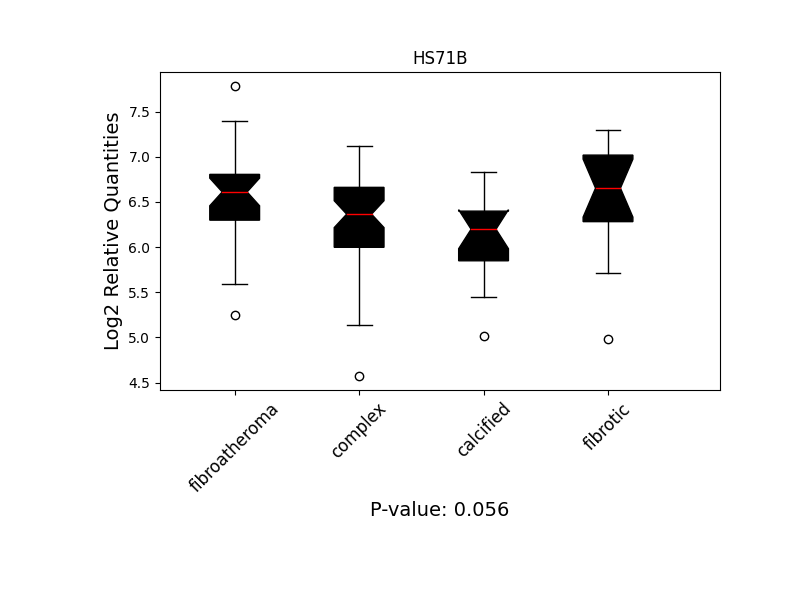 HS71B
Log2 Relative Quantities
7.5
7.0
6.5
6.0
5.5
5.0
4.5
fibroatheroma
complex
calcified
fibrotic
P-value: 0.056